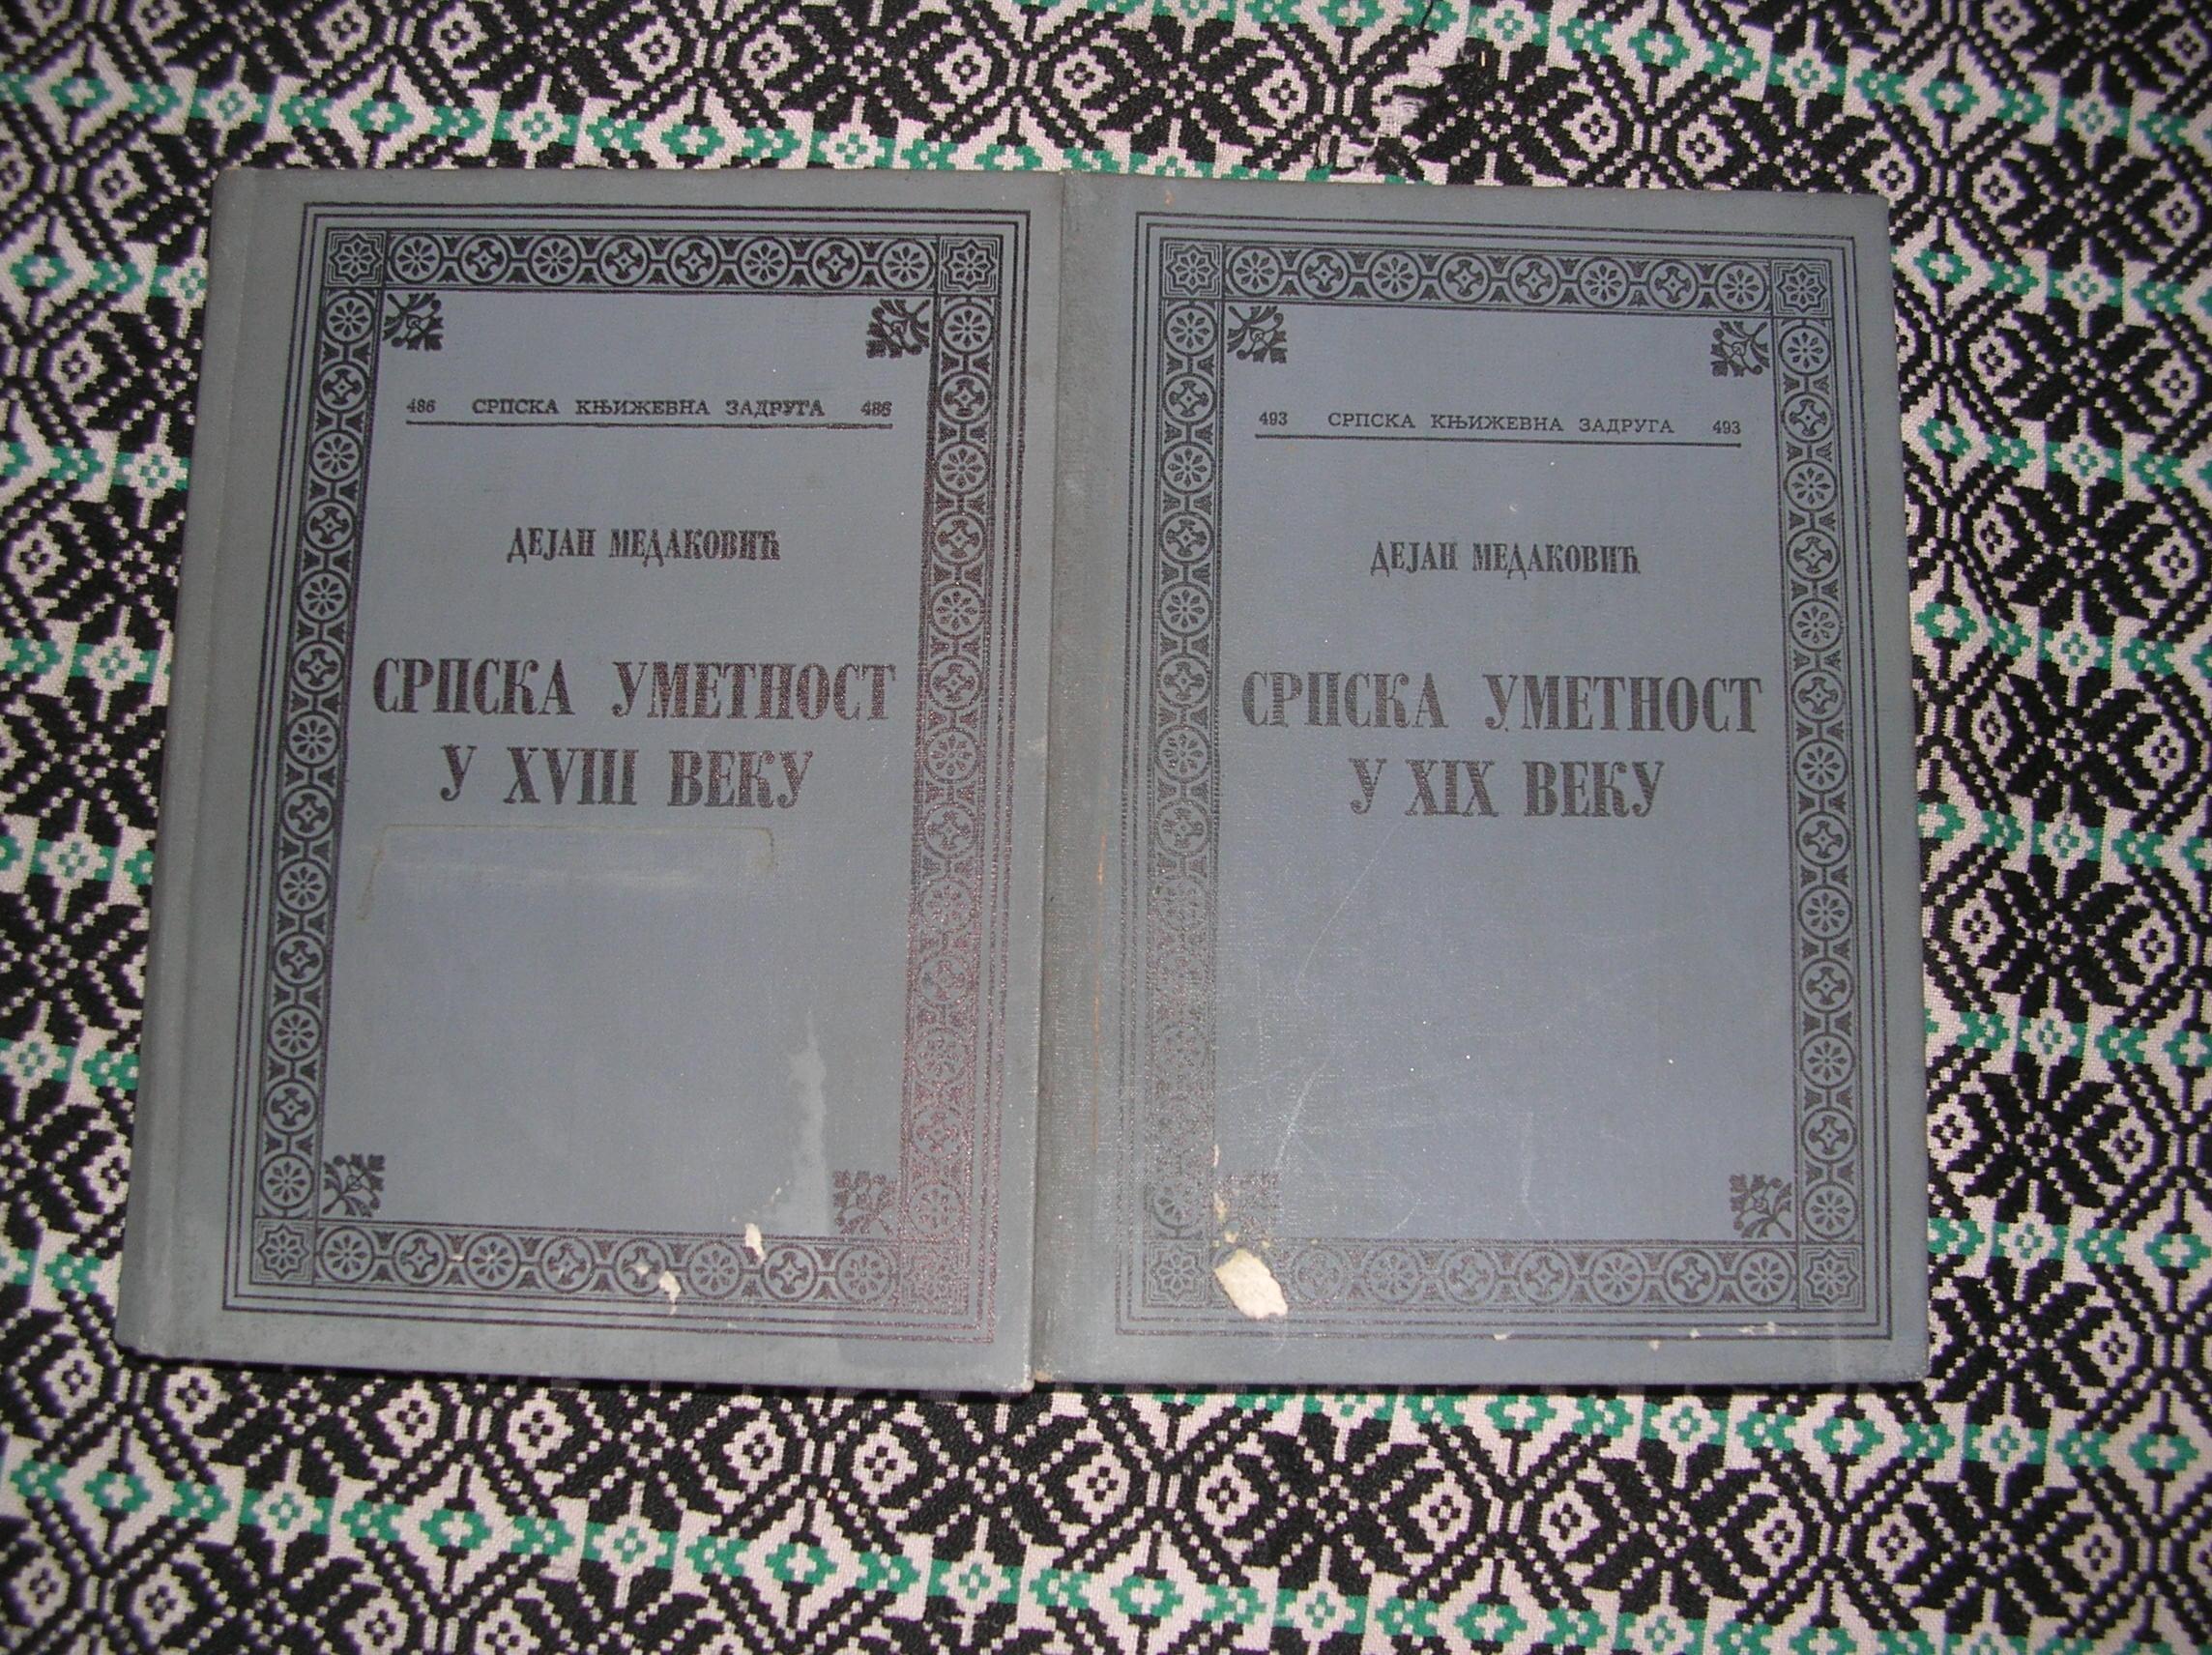 486 СРПСКА КЊИЖЕВНА ЗАДРУГА 486
ДЕЈАН МЕДАКОВИЋ
СРПСКА УМЕТНОСТ
У XVIII ВЕКУ
493 СРПСКА КЊИЖЕВНА ЗАДРУГА 493
ДЕЈАН МЕДАКОВИЋ
СРПСКА УМЕТНОСТ
У XIX ВЕКУ